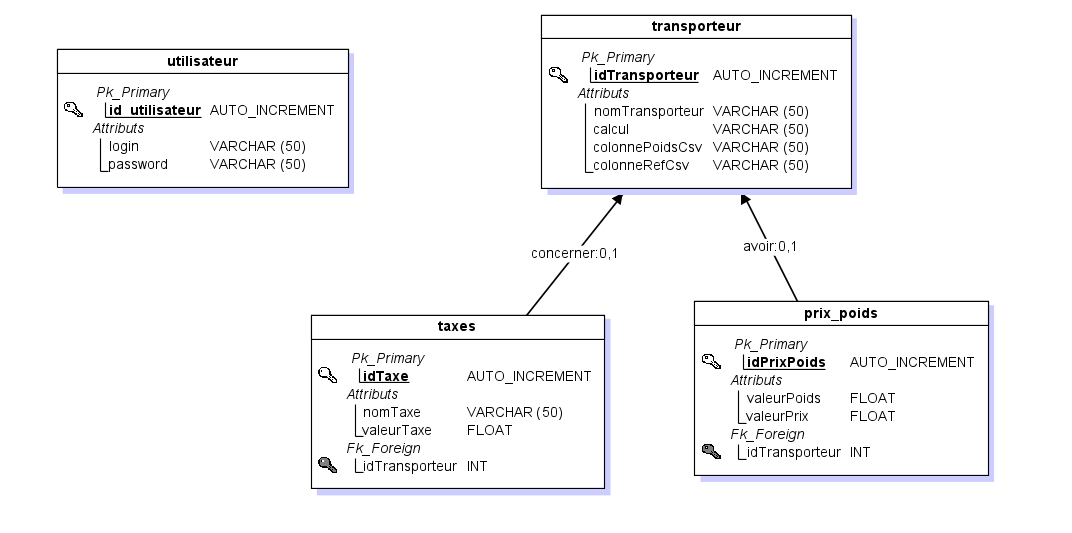 utilisateur
Pk_Primary
id_utilisateur AUTO_INCREMENT
Attributs
login VARCHAR (50)
password VARCHAR (50)
transporteur
Pk_Primary
idTransporteur AUTO_INCREMENT
Attributs
nomTransporteur VARCHAR (50)
calcul VARCHAR (50)
colonnePoidsCsv VARCHAR (50)
colonneRefCsv VARCHAR (50)
concerner:0,1
avoir:0,1
taxes
Pk_Primary
idTaxe AUTO_INCREMENT
Attributs
nomTaxe VARCHAR (50)
valeurTaxe FLOAT
Fk_Foreign
idTransporteur INT
prix_poids
Pk_Primary
idPrixPoids AUTO_INCREMENT
Attributs
valeurPoids FLOAT
valeurPrix FLOAT
Fk_Foreign
idTransporteur INT